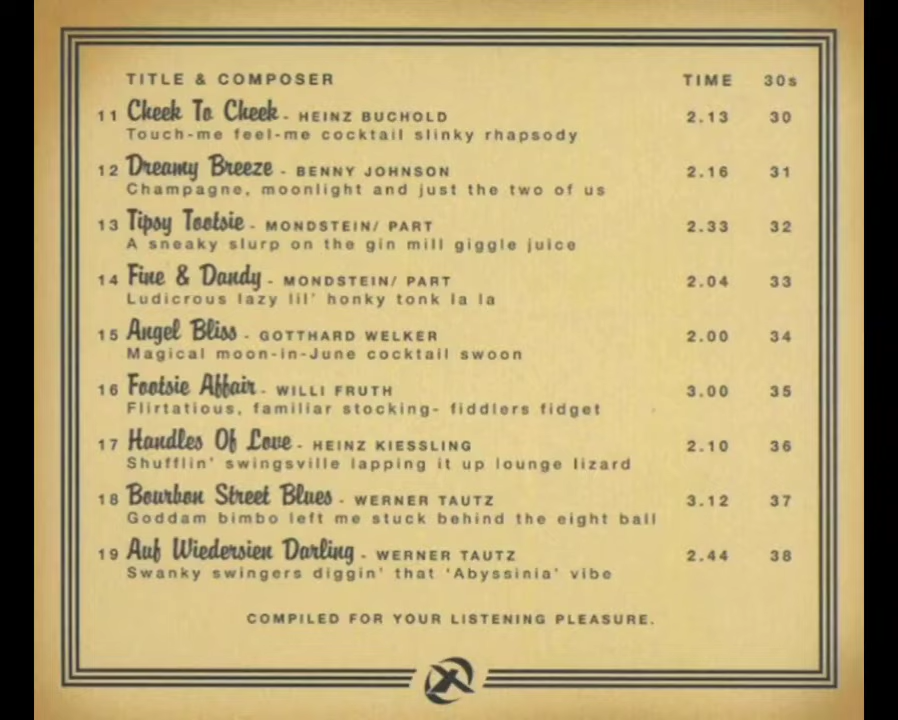 TITLE & COMPOSER TIME 30s
11 Cheek To Cheek - HEINZ BUCHOLD 2.13 30
Touch-me feel-me cocktail slinky rhapsody
12 Dreamy Breeze - BENNY JOHNSON 2.16 31
Champagne, moonlight and just the two of us
13 Tipsy Tootsie - MONDSTEIN/ PART 2.33 32
A sneaky slurp on the gin mill giggle juice
14 Fine & Dandy - MONDSTEIN/ PART 2.04 33
Ludicrous lazy lil' honky tonk la la
15 Angel Bliss - GOTTHARD WELKER 2.00 34
Magical moon-in-June cocktail swoon
16 Footsie Affair - WILLI FRUTH 3.00 35
Flirtatious, familiar stocking- fiddlers fidget
17 Handles Of Love - HEINZ KIESSLING 2.10 36
Shufflin' swingsville lapping it up lounge lizard
18 Bourbon Street Blues - WERNER TAUTZ 3.12 37
Goddam bimbo left me stuck behind the eight ball
19 Auf Wiedersien Darling - WERNER TAUTZ 2.44 38
Swanky swingers diggin' that 'Abyssinia' vibe
COMPILED FOR YOUR LISTENING PLEASURE.